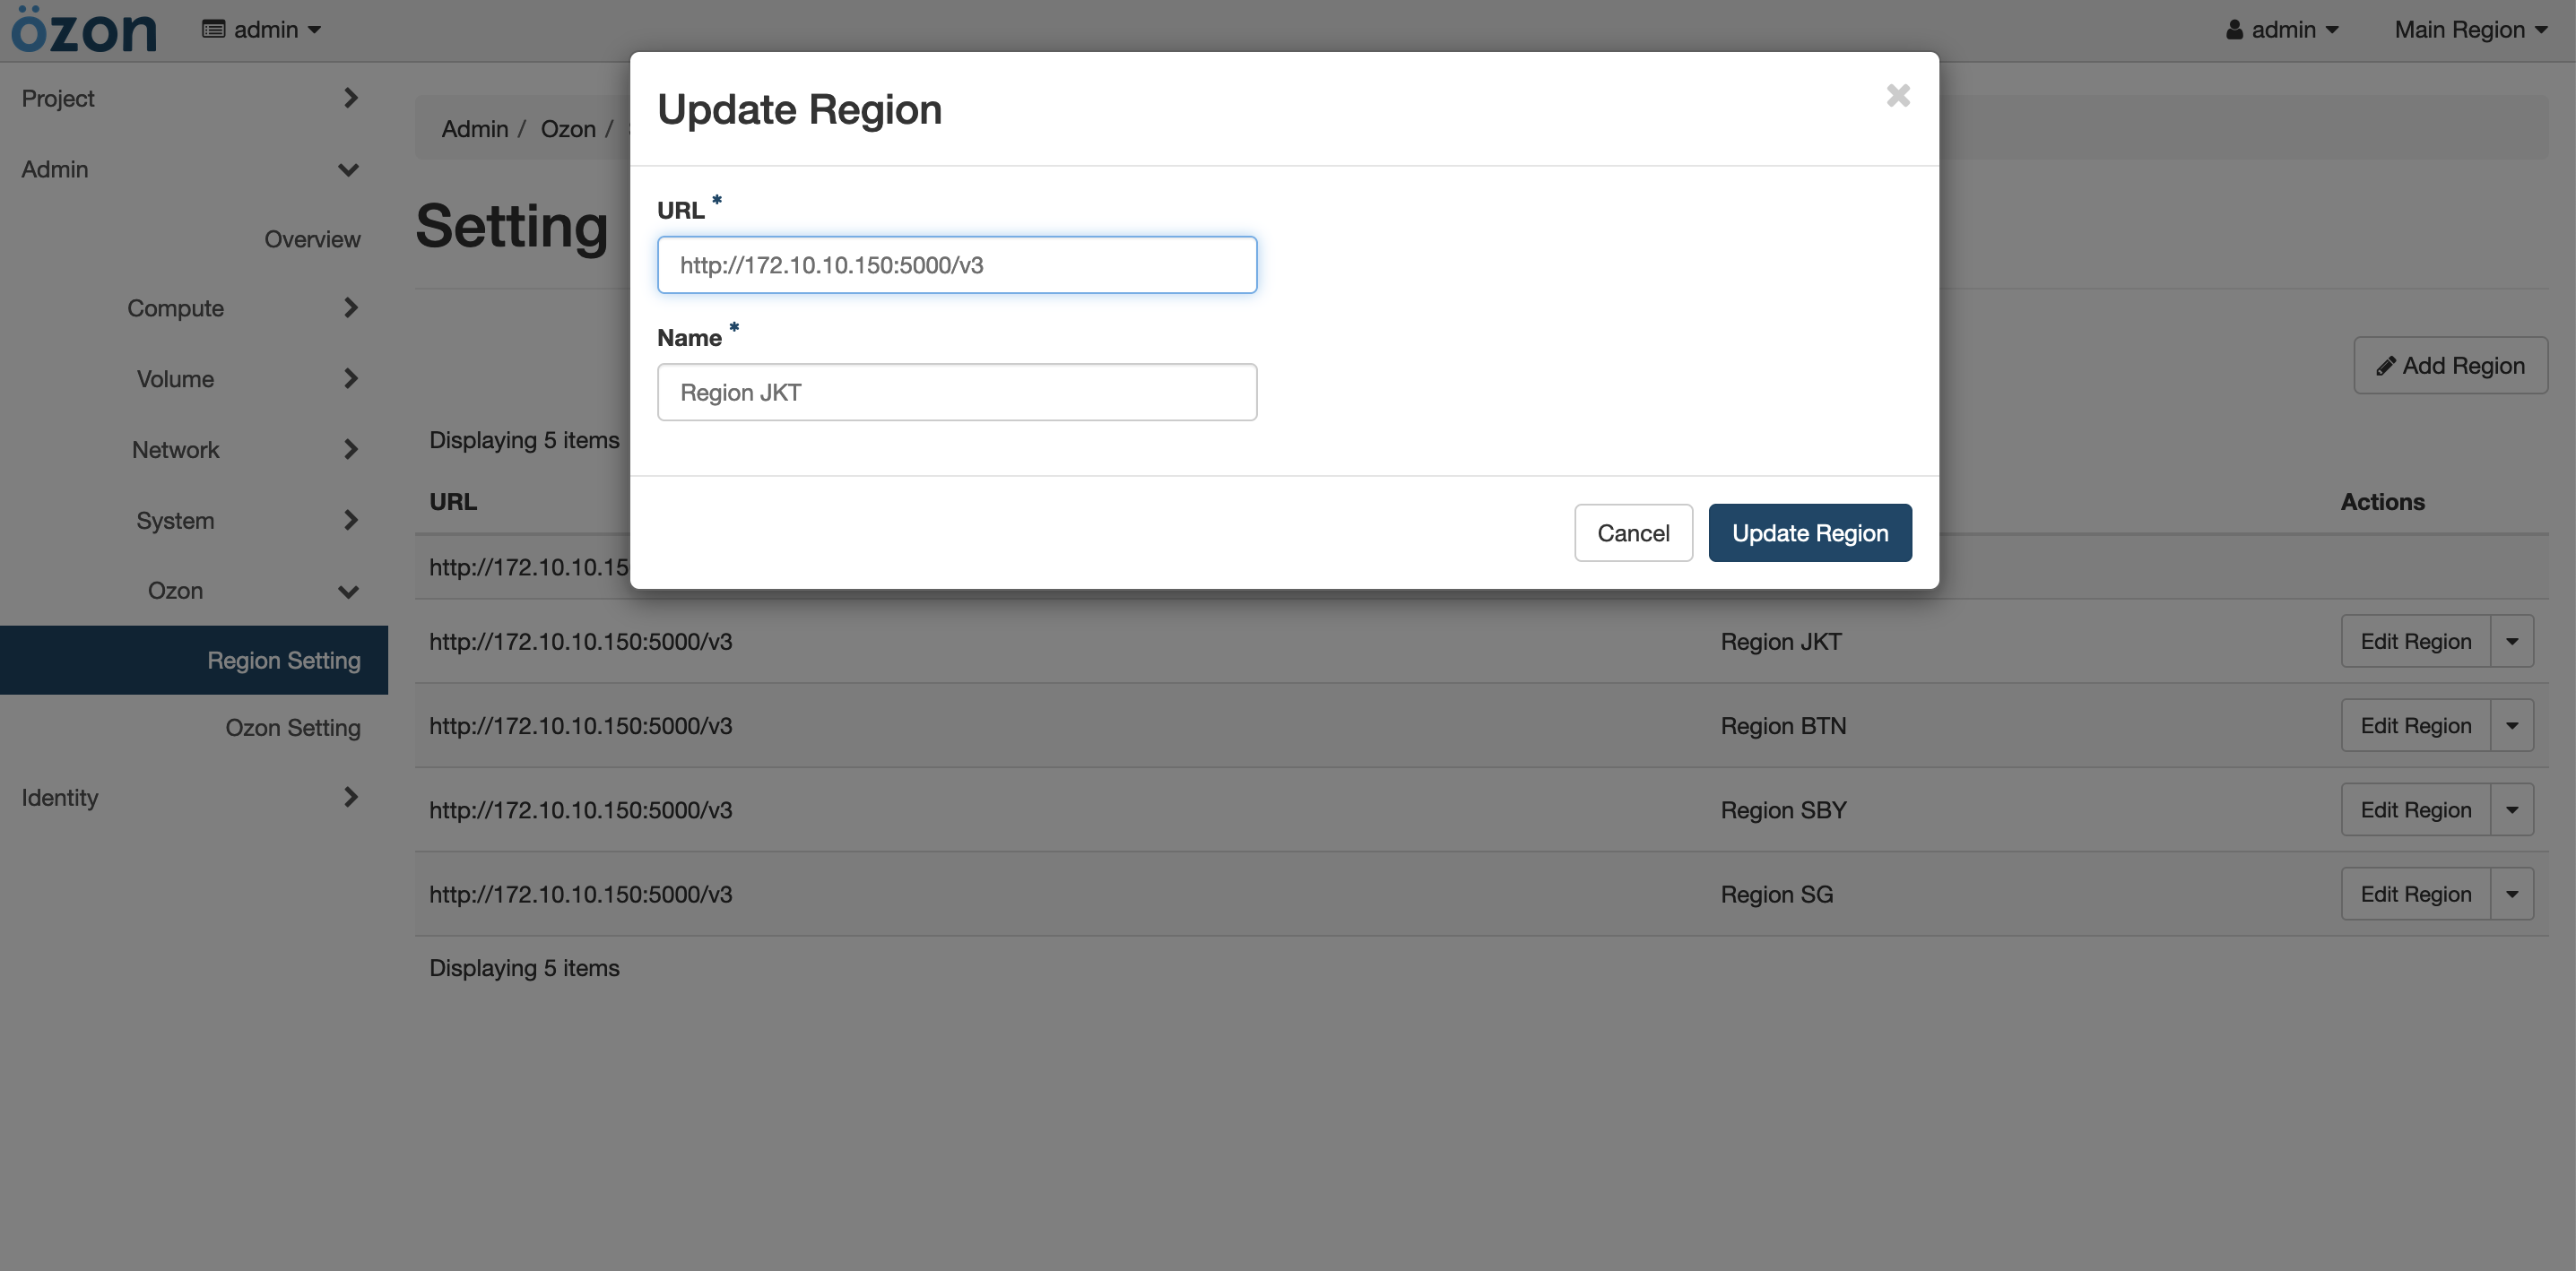 özon admin admin Main Region
Project
Admin
Overview
Compute
Volume
Network
System
Ozon
Region Setting
Ozon Setting
Identity
Admin / Ozon /
Setting
Add Region
Displaying 5 items
URL Actions
http://172.10.10.15
http://172.10.10.150:5000/v3 Region JKT Edit Region
http://172.10.10.150:5000/v3 Region BTN Edit Region
http://172.10.10.150:5000/v3 Region SBY Edit Region
http://172.10.10.150:5000/v3 Region SG Edit Region
Displaying 5 items
Update Region
URL *
http://172.10.10.150:5000/v3
Name *
Region JKT
Cancel Update Region